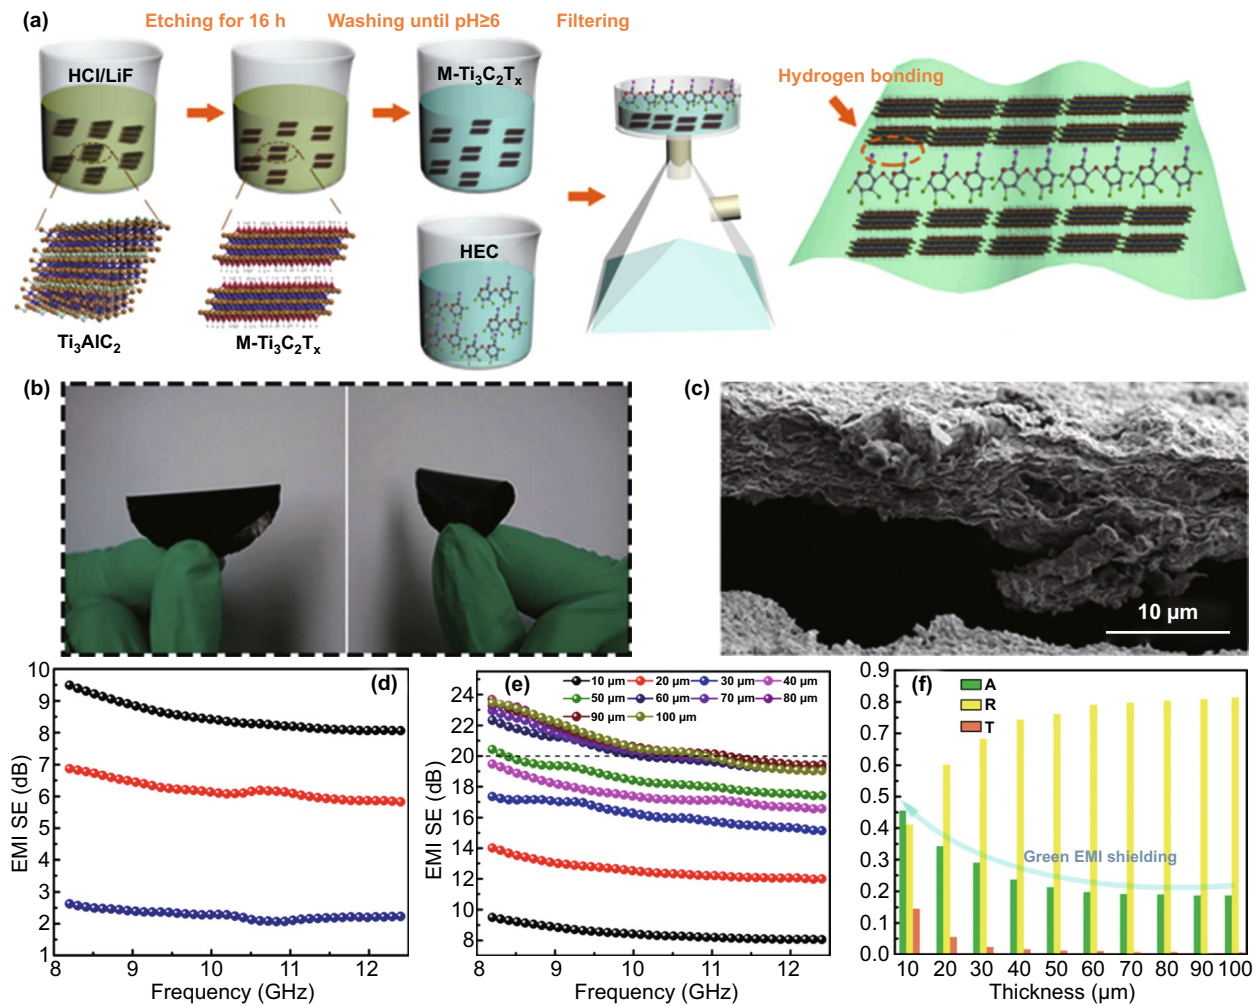 (a)
Etching for 16 h
Washing until pH≥6
Filtering
HCl/LiF
M-Ti₃C₂Tₓ
Hydrogen bonding
HEC
Ti₃AlC₂
M-Ti₃C₂Tₓ
(b)
(c)
10 µm
(d)
EMI SE (dB)
10
9
8
7
6
5
4
3
2
1
8 9 10 11 12
Frequency (GHz)
(e)
10 µm 20 µm 30 µm 40 µm
50 µm 60 µm 70 µm 80 µm
90 µm 100 µm
EMI SE (dB)
24
22
20
18
16
14
12
10
8
8 9 10 11 12
Frequency (GHz)
(f)
A
R
T
Green EMI shielding
0.9
0.8
0.7
0.6
0.5
0.4
0.3
0.2
0.1
0.0
10 20 30 40 50 60 70 80 90 100
Thickness (µm)